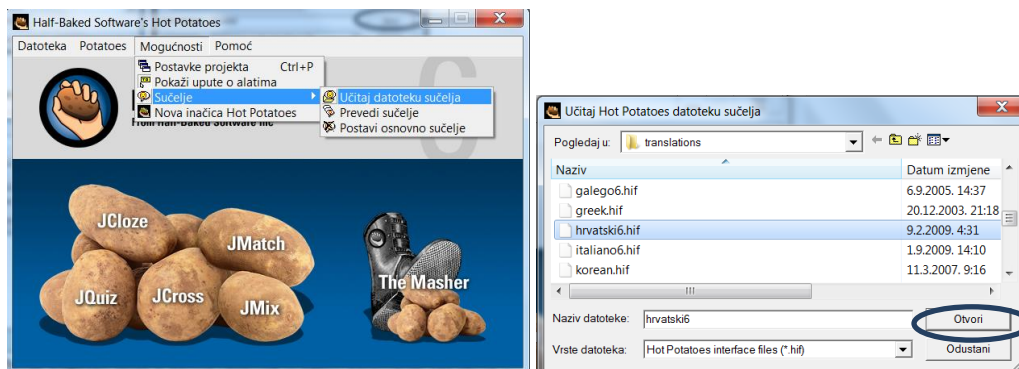 Half-Baked Software's Hot Potatoes
Datoteka Potatoes Mogućnosti Pomoć
Postavke projekta Ctrl+P
Pokaži upute o alatima
Sučelje
Nova inačica Hot Potatoes
Učitaj datoteku sučelja
Prevedi sučelje
Postavi osnovno sučelje
from Half-Baked Software Inc
6
JCloze
JMatch
JQuiz
JCross
JMix
The Masher
Učitaj Hot Potatoes datoteku sučelja
Pogledaj u: translations
Naziv Datum izmjene
galego6.hif 6.9.2005. 14:37
greek.hif 20.12.2003. 21:18
hrvatski6.hif 9.2.2009. 4:31
italiano6.hif 1.9.2009. 14:10
korean.hif 11.3.2007. 9:16
Naziv datoteke: hrvatski6 Otvori
Vrste datoteka: Hot Potatoes interface files (*.hif) Odustani